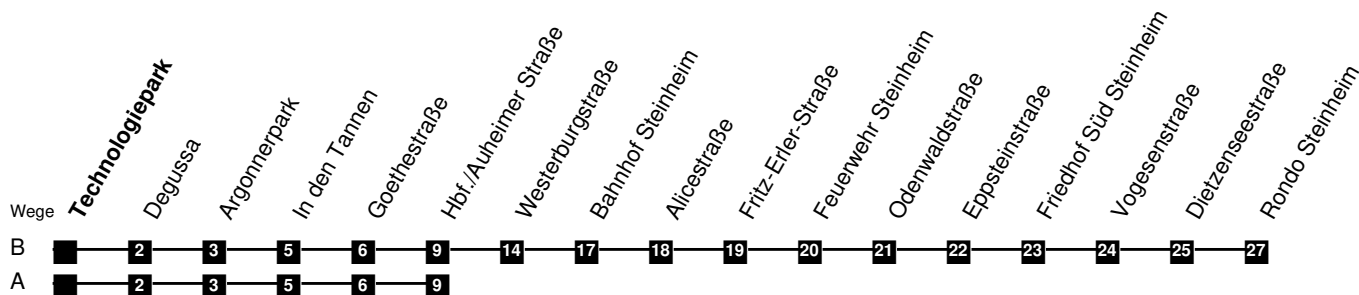 Wege
Technologiepark
Degussa
Argonnerpark
In den Tannen
Goethestraße
Hbf./Auheimer Straße
Westerburgstraße
Bahnhof Steinheim
Alicestraße
Fritz-Erler-Straße
Feuerwehr Steinheim
Odenwaldstraße
Eppsteinstraße
Friedhof Süd Steinheim
Vogesenstraße
Dietzenseestraße
Rondo Steinheim
B 2 3 5 6 9 14 17 18 19 20 21 22 23 24 25 27
A 2 3 5 6 9